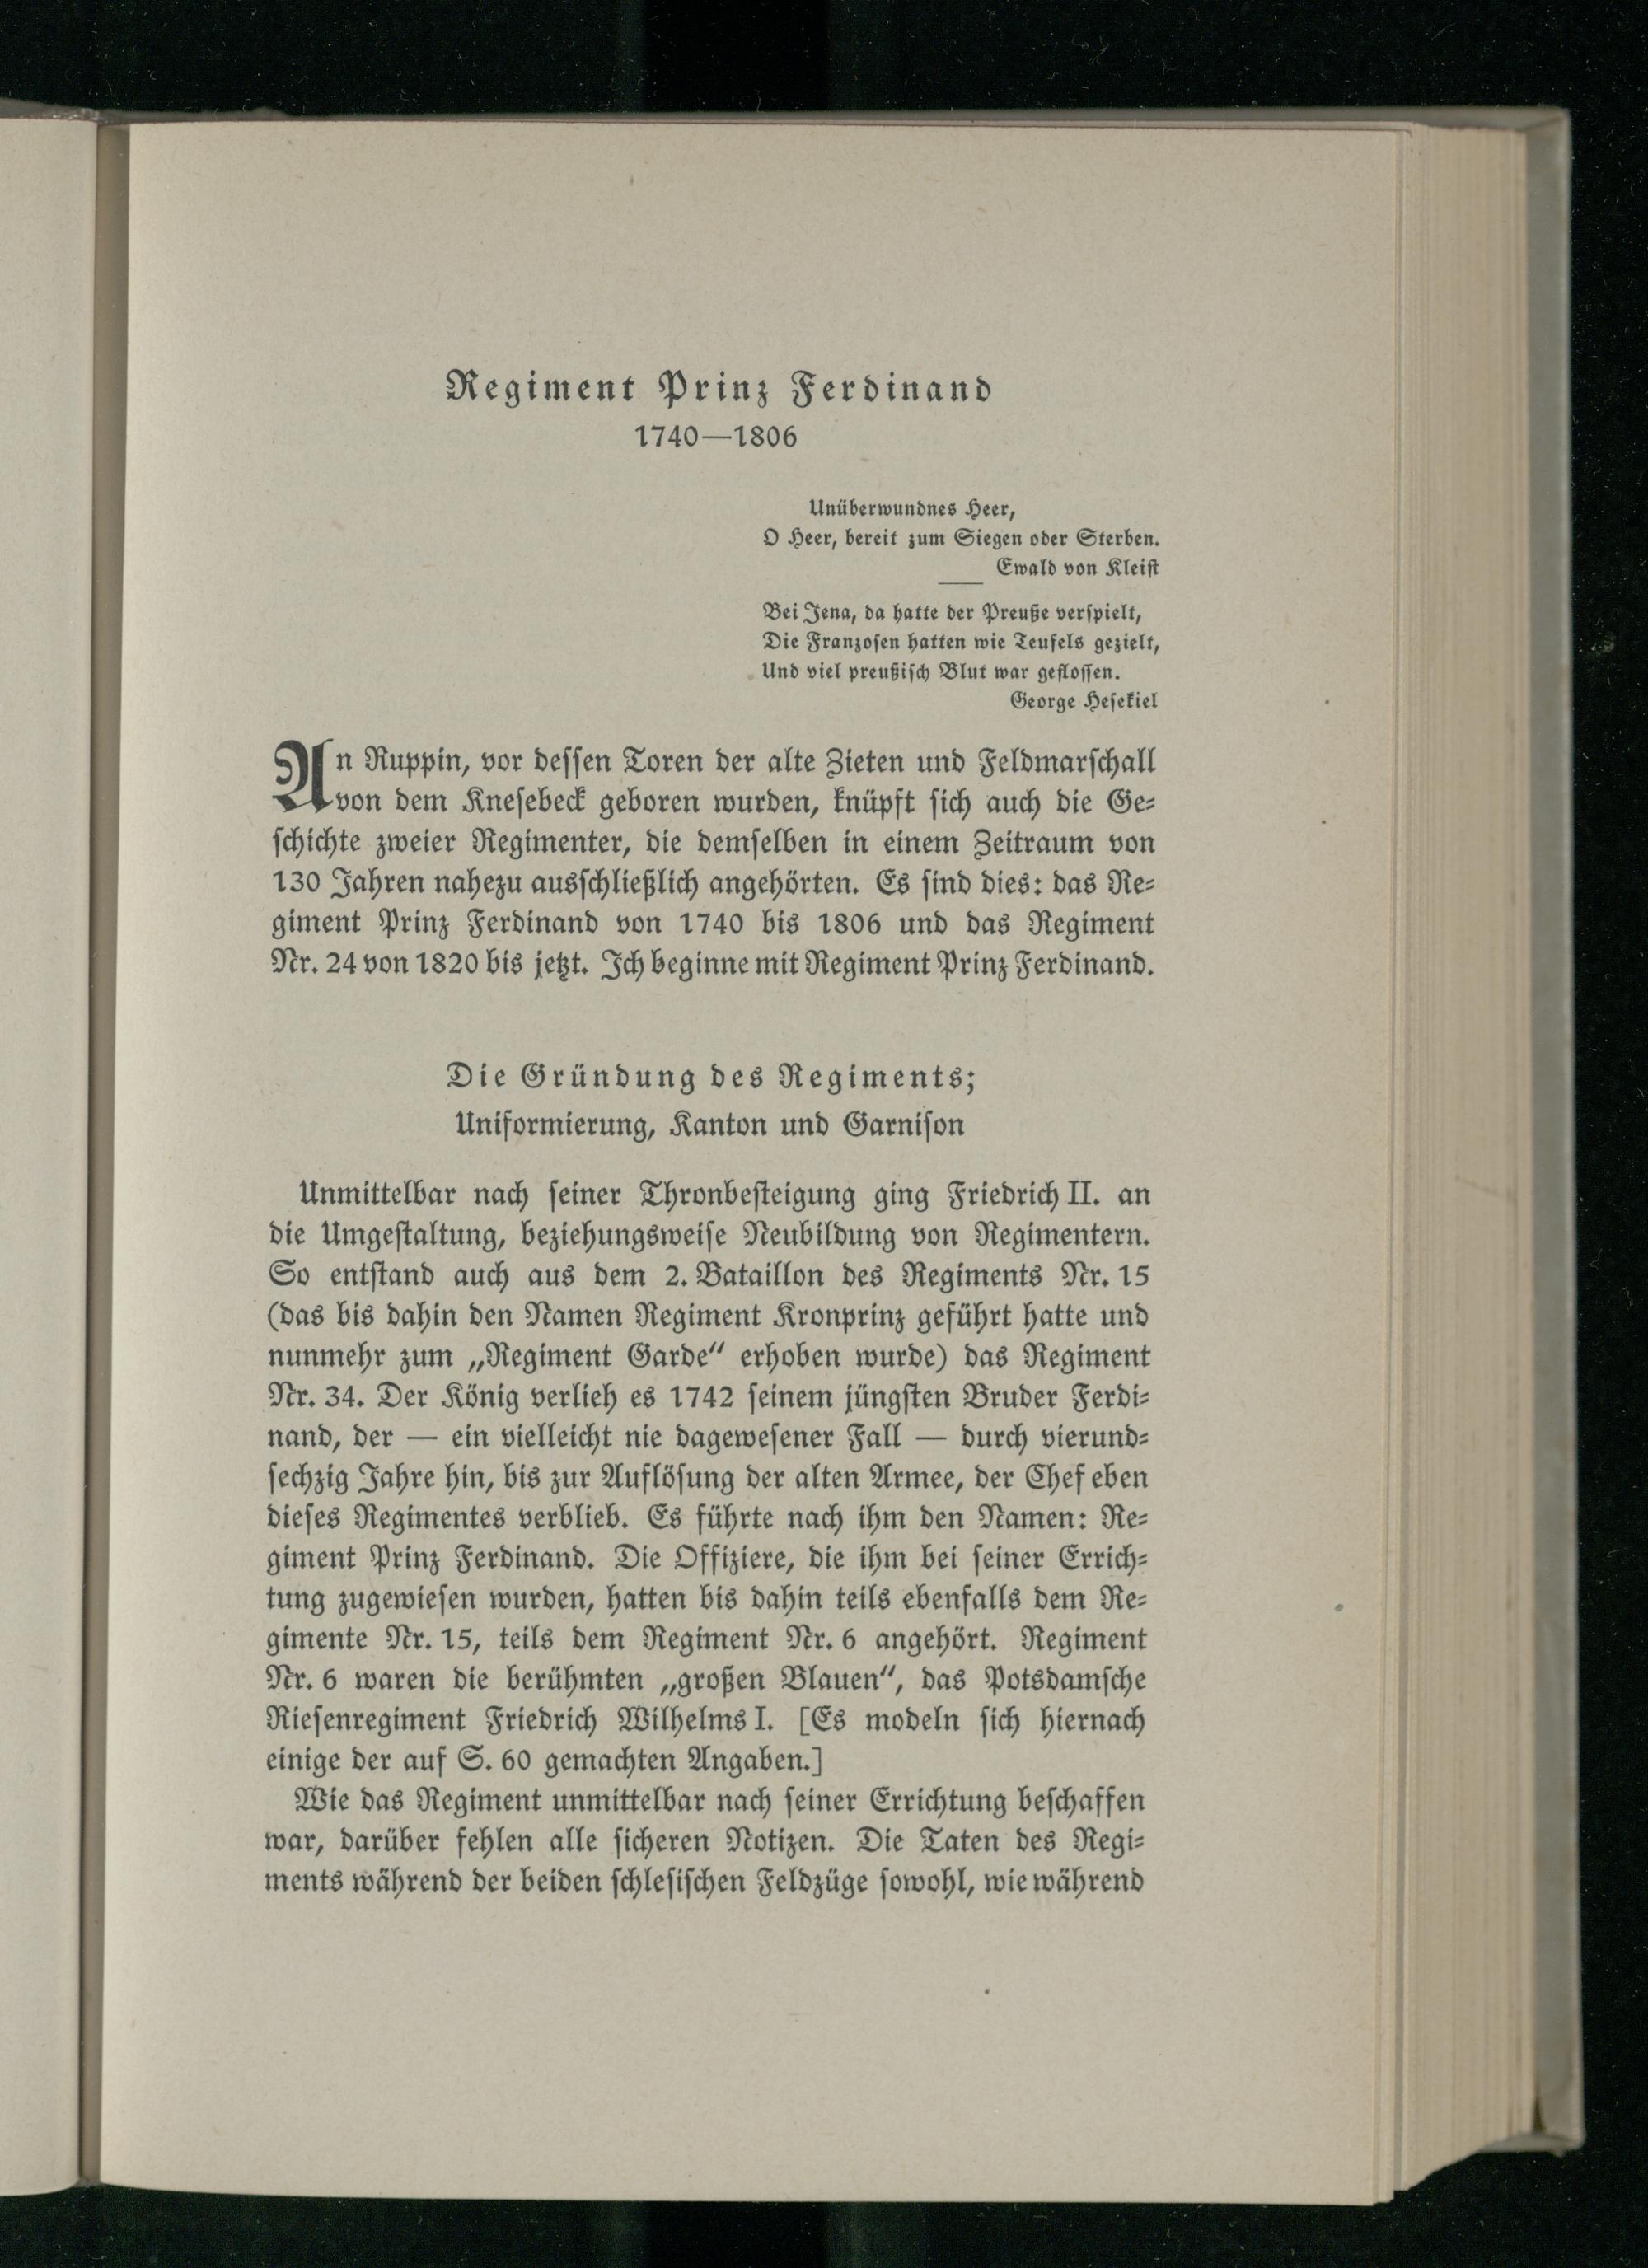 Regiment Prinz Ferdinand
1740—1806
Unüberwundnes Heer,
O Heer, bereit zum Siegen oder Sterben.
Ewald von Kleist
Bei Jena, da hatte der Preuße verspielt,
Die Franzosen hatten wie Teufels gezielt,
Und viel preußisch Blut war geflossen.
George Hesekiel
An Ruppin, vor dessen Toren der alte Zieten und Feldmarschall
von dem Knesebeck geboren wurden, knüpft sich auch die Ge-
schichte zweier Regimenter, die demselben in einem Zeitraum von
130 Jahren nahezu ausschließlich angehörten. Es sind dies: das Re-
giment Prinz Ferdinand von 1740 bis 1806 und das Regiment
Nr. 24 von 1820 bis jetzt. Ich beginne mit Regiment Prinz Ferdinand.
Die Gründung des Regiments;
Uniformierung, Kanton und Garnison
Unmittelbar nach seiner Thronbesteigung ging Friedrich II. an
die Umgestaltung, beziehungsweise Neubildung von Regimentern.
So entstand auch aus dem 2. Bataillon des Regiments Nr. 15
(das bis dahin den Namen Regiment Kronprinz geführt hatte und
nunmehr zum „Regiment Garde“ erhoben wurde) das Regiment
Nr. 34. Der König verlieh es 1742 seinem jüngsten Bruder Ferdi-
nand, der — ein vielleicht nie dagewesener Fall — durch vierund-
sechzig Jahre hin, bis zur Auflösung der alten Armee, der Chef eben
dieses Regimentes verblieb. Es führte nach ihm den Namen: Re-
giment Prinz Ferdinand. Die Offiziere, die ihm bei seiner Errich-
tung zugewiesen wurden, hatten bis dahin teils ebenfalls dem Re-
gimente Nr. 15, teils dem Regiment Nr. 6 angehört. Regiment
Nr. 6 waren die berühmten „großen Blauen“, das Potsdamsche
Riesenregiment Friedrich Wilhelms I. [Es modeln sich hiernach
einige der auf S. 60 gemachten Angaben.]
Wie das Regiment unmittelbar nach seiner Errichtung beschaffen
war, darüber fehlen alle sicheren Notizen. Die Taten des Regi-
ments während der beiden schlesischen Feldzüge sowohl, wie während